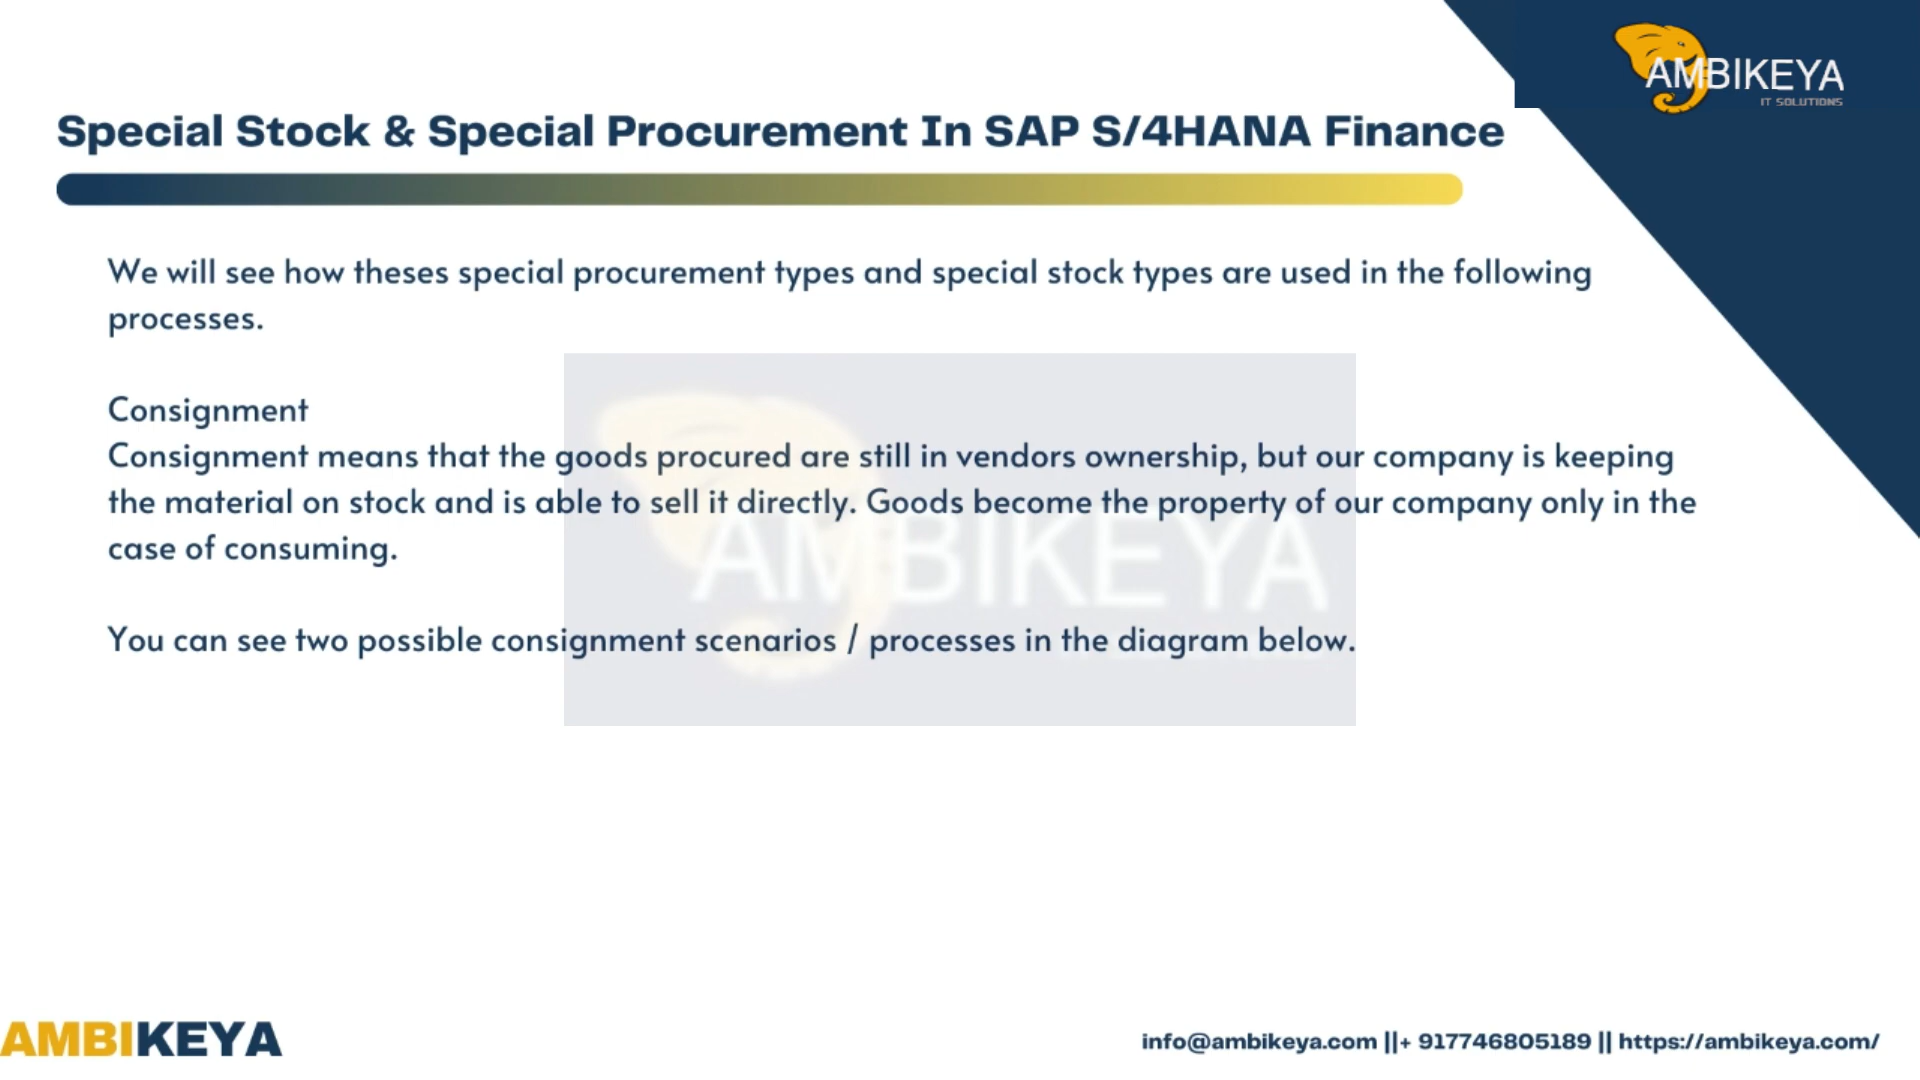 AMBIKEYA
IT SOLUTIONS
Special Stock & Special Procurement In SAP S/4HANA Finance
We will see how theses special procurement types and special stock types are used in the following
processes.
Consignment
Consignment means that the goods procured are still in vendors ownership, but our company is keeping
the material on stock and is able to sell it directly. Goods become the property of our company only in the
case of consuming.
You can see two possible consignment scenarios / processes in the diagram below.
AMBIKEYA
AMBIKEYA
info@ambikeya.com ||+ 917746805189 || https://ambikeya.com/